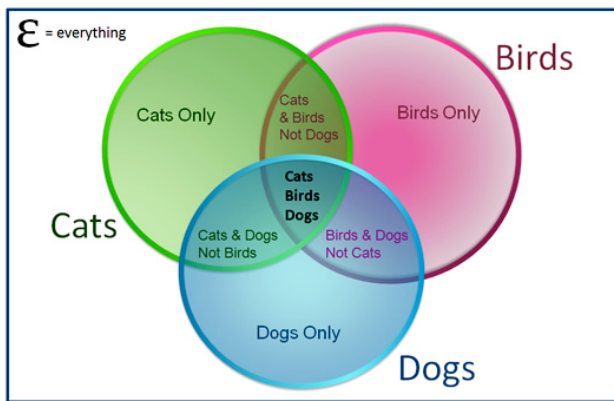 Ɛ = everything
Birds
Cats Only
Cats
& Birds
Not Dogs
Birds Only
Cats
Birds
Dogs
Cats
Cats & Dogs
Not Birds
Birds & Dogs
Not Cats
Dogs Only
Dogs